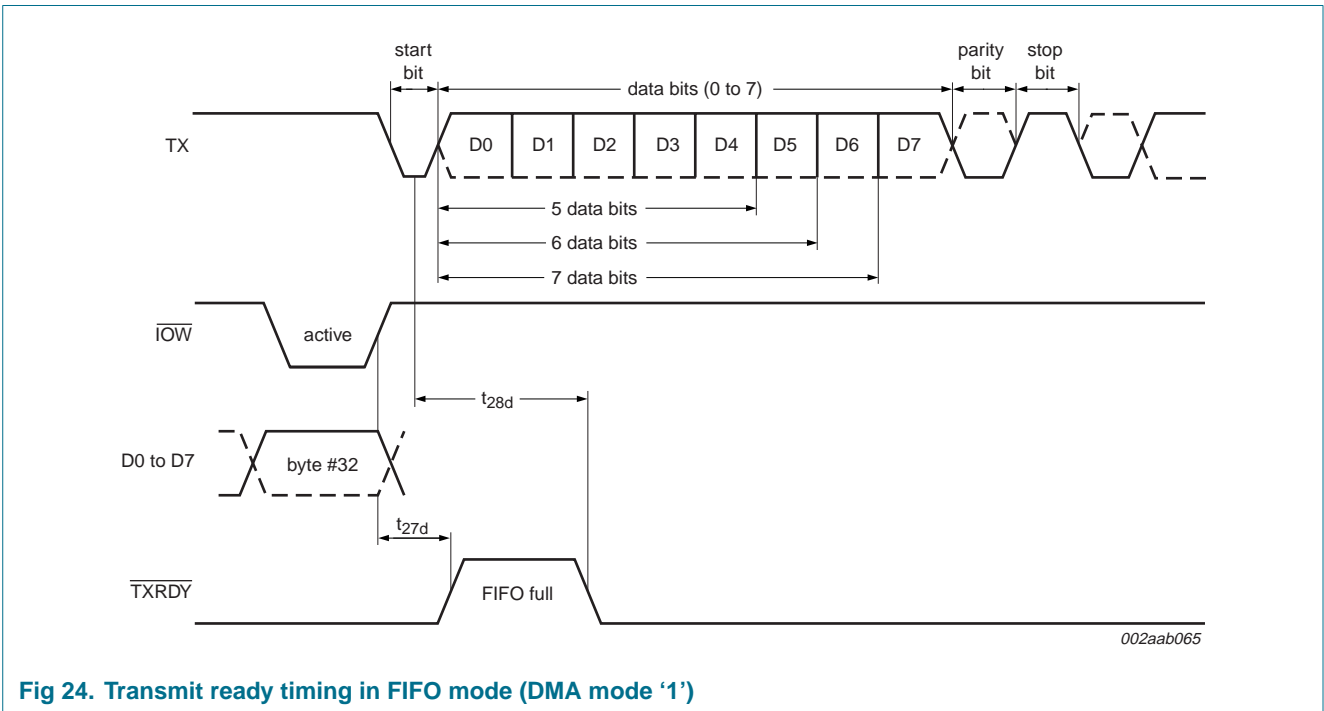 start
bit
data bits (0 to 7)
parity
bit
stop
bit
TX
D0 D1 D2 D3 D4 D5 D6 D7
5 data bits
6 data bits
7 data bits
IOW
active
t28d
D0 to D7
byte #32
t27d
TXRDY
FIFO full
002aab065
Fig 24. Transmit ready timing in FIFO mode (DMA mode ‘1’)